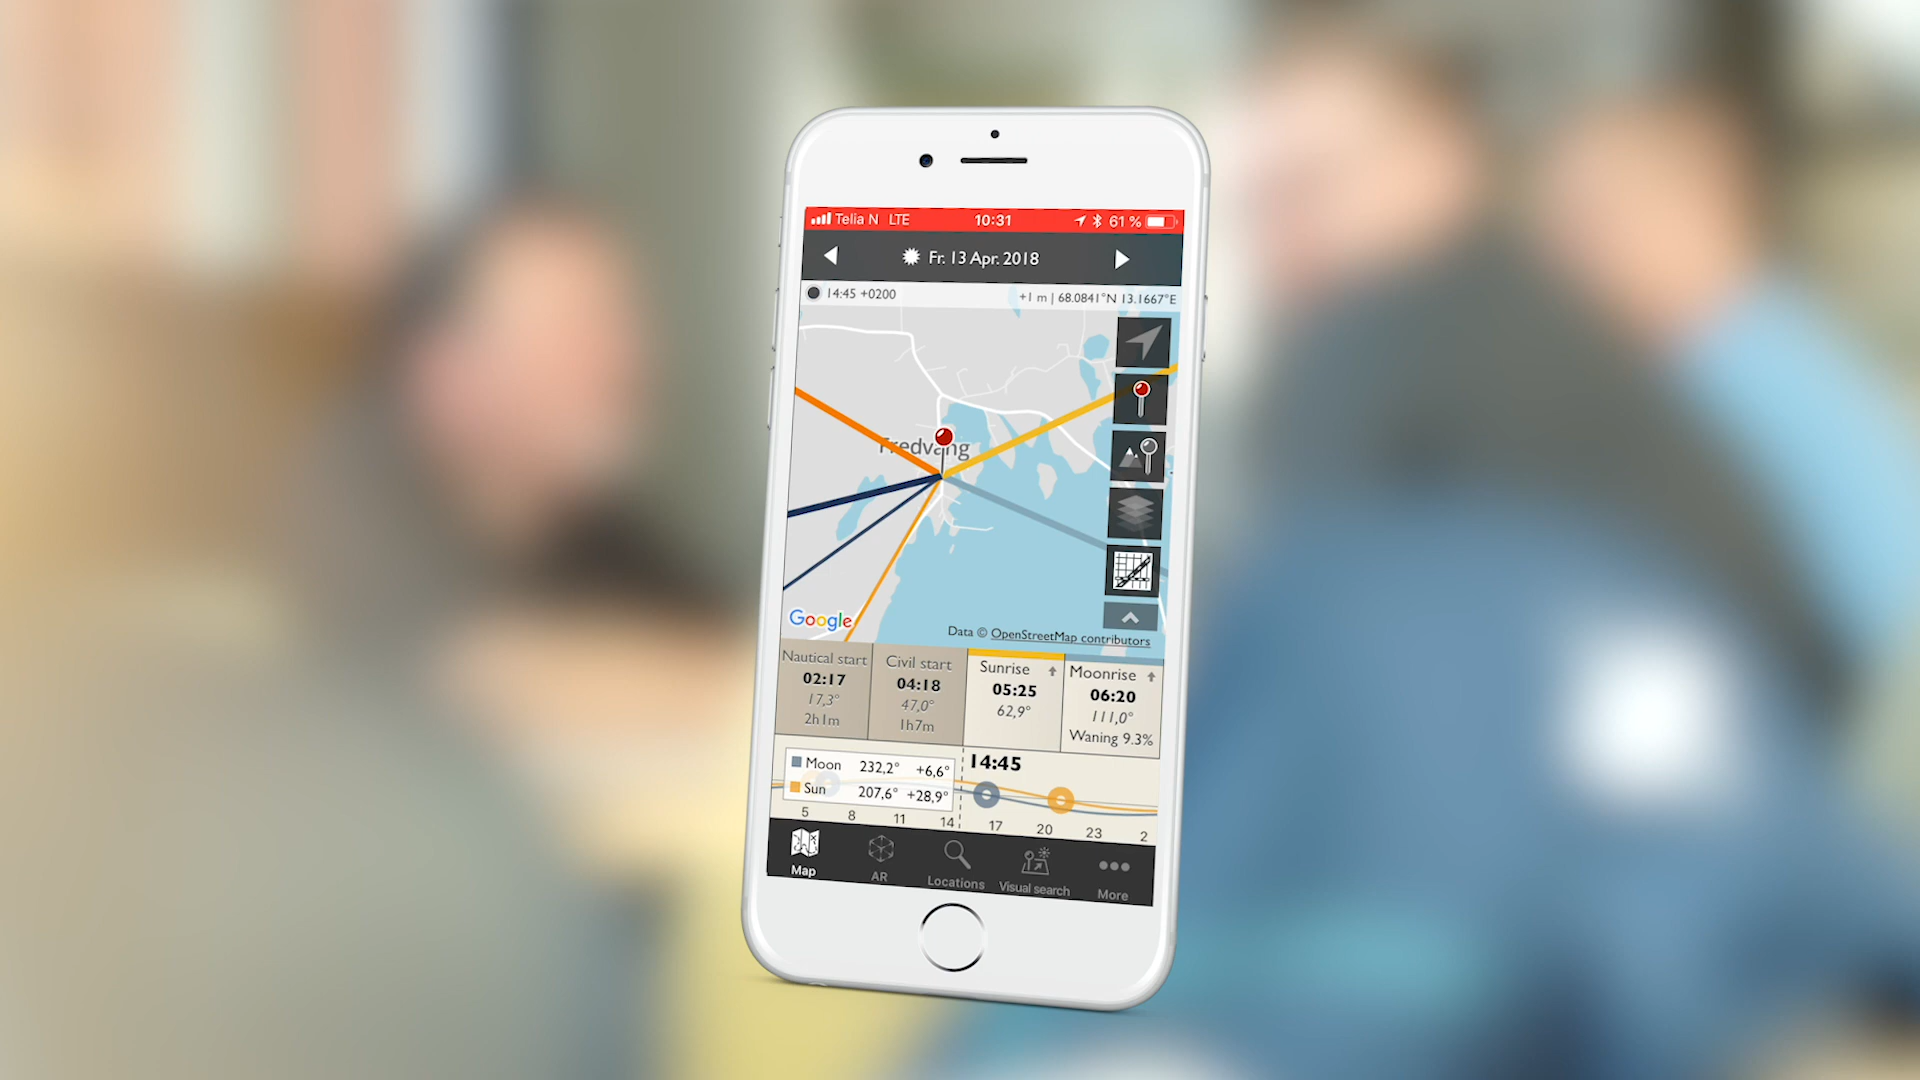 Telia N LTE 10:31 61 %
Fr. 13 Apr. 2018
14:45 +0200 +1 m | 68.0841°N 13.1667°E
Fredvang
Google
Data © OpenStreetMap contributors
Nautical start
02:17
17,3°
2h1m
Civil start
04:18
47,0°
1h7m
Sunrise
05:25
62,9°
Moonrise
06:20
111,0°
Waning 9.3%
14:45
Moon 232,2° +6,6°
Sun 207,6° +28,9°
5 8 11 14 17 20 23 2
Map AR Locations Visual search More